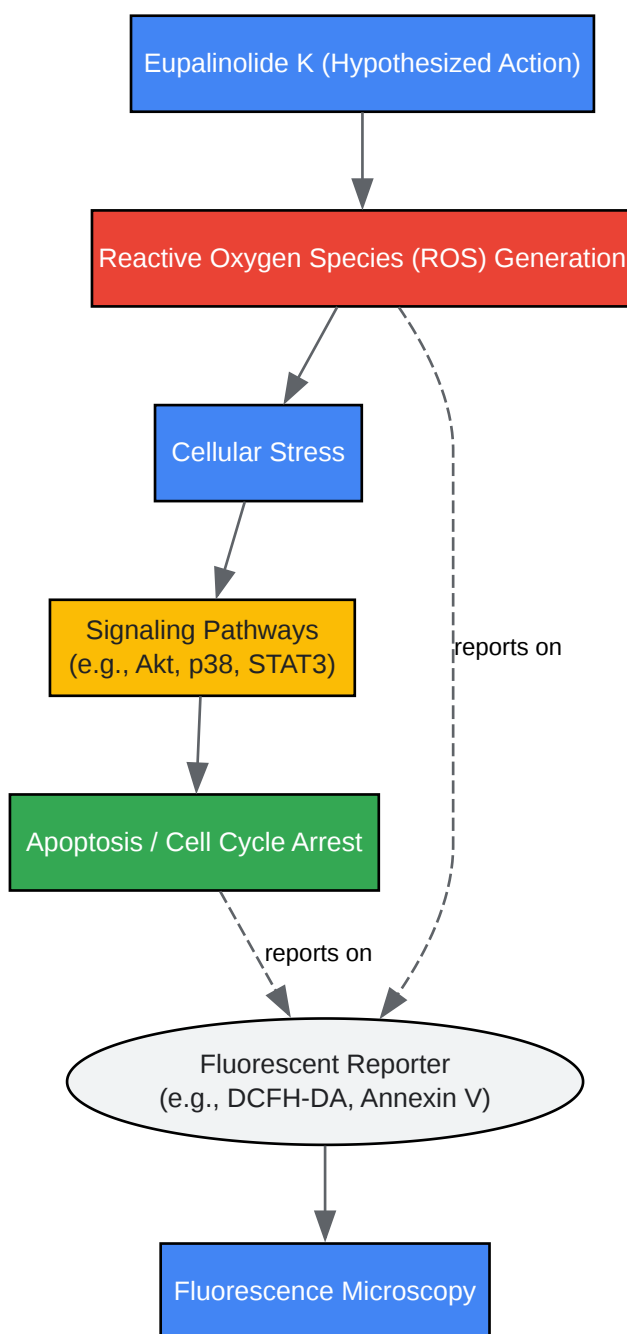 Eupalinolide K (Hypothesized Action)
Reactive Oxygen Species (ROS) Generation
Cellular Stress
Signaling Pathways
(e.g., Akt, p38, STAT3)
reports on
Apoptosis / Cell Cycle Arrest
reports on
Fluorescent Reporter
(e.g., DCFH-DA, Annexin V)
Fluorescence Microscopy